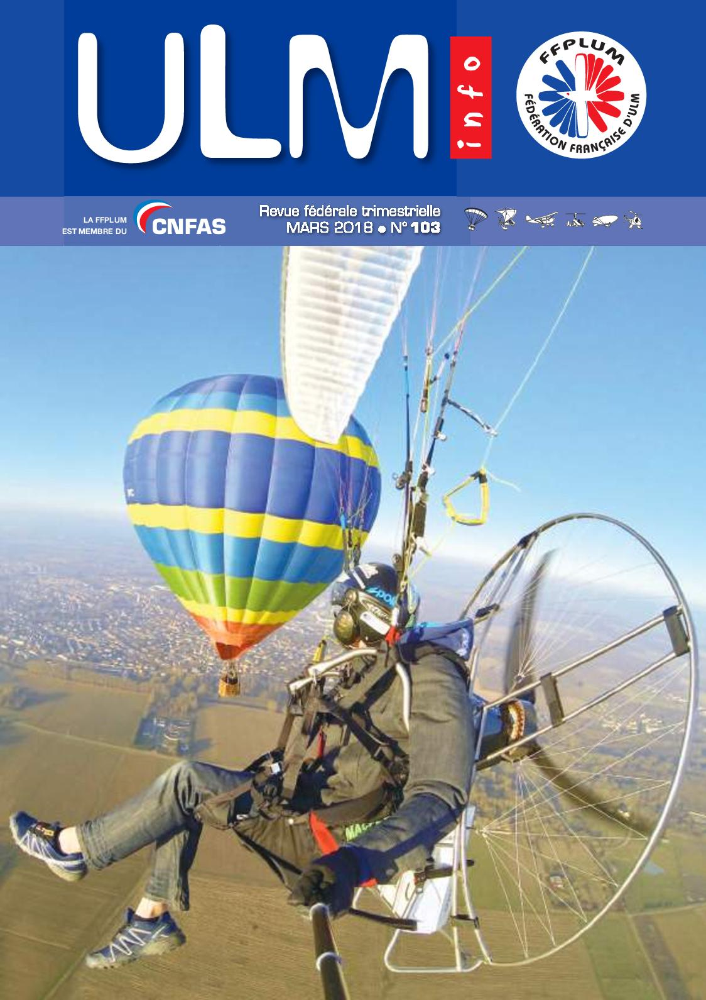 ULM
info
FFPLUM
FÉDÉRATION FRANÇAISE D'ULM
LA FFPLUM
EST MEMBRE DU
CNFAS
Revue fédérale trimestrielle
MARS 2018 ● N° 103